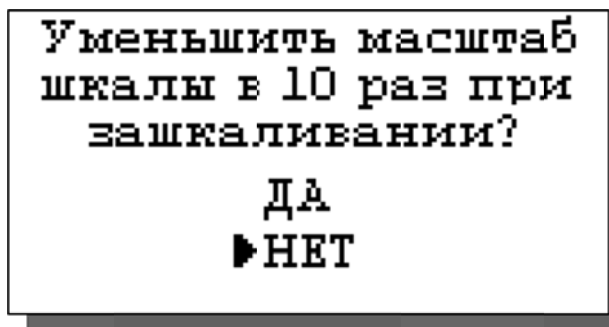 Уменьшить масштаб
шкалы в 10 раз при
зашкаливании?
ДА
▶НЕТ